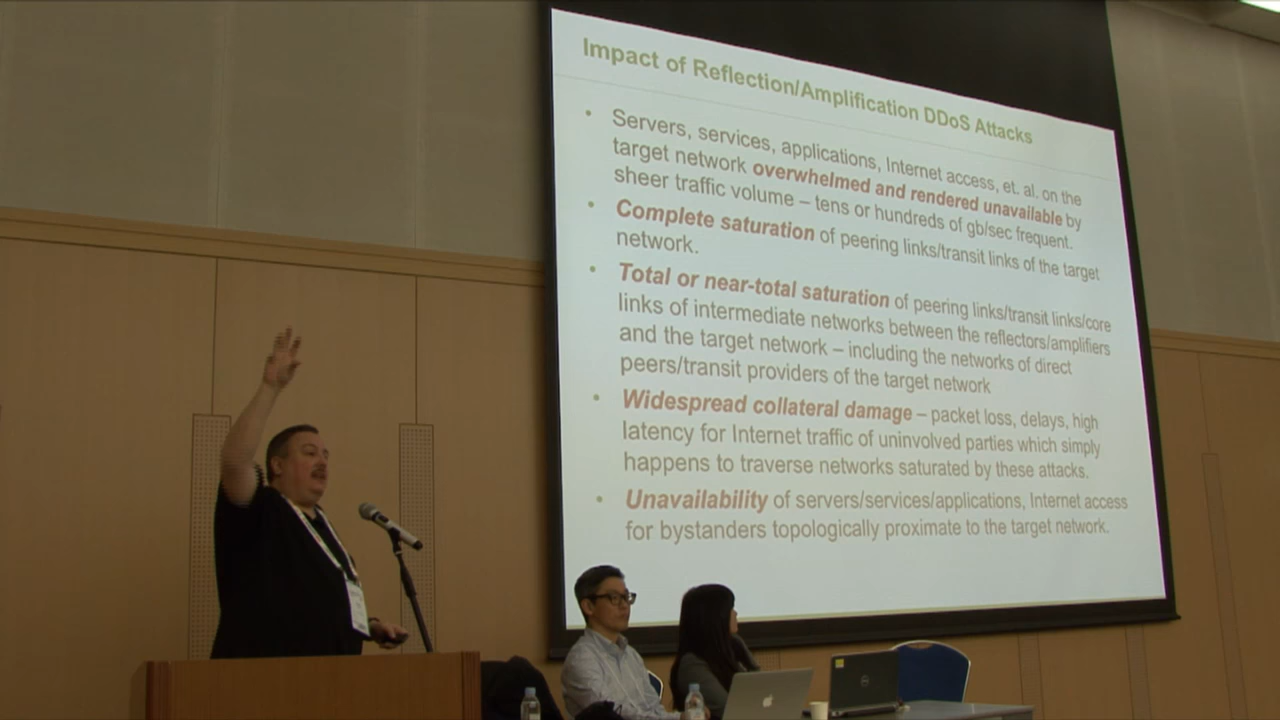 Impact of Reflection/Amplification DDoS Attacks
• Servers, services, applications, Internet access, et. al. on the
target network overwhelmed and rendered unavailable by
sheer traffic volume – tens or hundreds of gb/sec frequent.
• Complete saturation of peering links/transit links of the target
network.
• Total or near-total saturation of peering links/transit links/core
links of intermediate networks between the reflectors/amplifiers
and the target network – including the networks of direct
peers/transit providers of the target network
• Widespread collateral damage – packet loss, delays, high
latency for Internet traffic of uninvolved parties which simply
happens to traverse networks saturated by these attacks.
• Unavailability of servers/services/applications, Internet access
for bystanders topologically proximate to the target network.